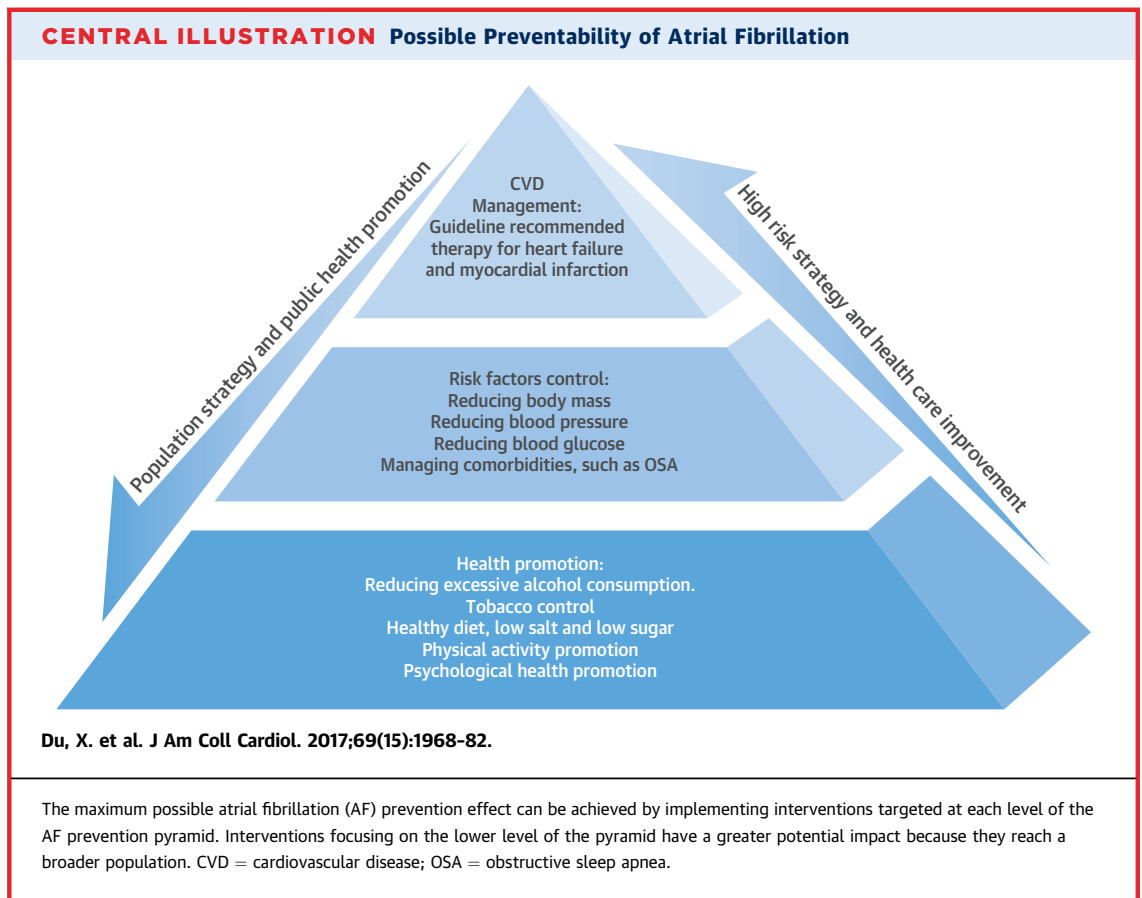 CENTRAL ILLUSTRATION Possible Preventability of Atrial Fibrillation
Population strategy and public health promotion
CVD
Management:
Guideline recommended
therapy for heart failure
and myocardial infarction
High risk strategy and health care improvement
Risk factors control:
Reducing body mass
Reducing blood pressure
Reducing blood glucose
Managing comorbidities, such as OSA
Health promotion:
Reducing excessive alcohol consumption.
Tobacco control
Healthy diet, low salt and low sugar
Physical activity promotion
Psychological health promotion
Du, X. et al. J Am Coll Cardiol. 2017;69(15):1968–82.
The maximum possible atrial fibrillation (AF) prevention effect can be achieved by implementing interventions targeted at each level of the
AF prevention pyramid. Interventions focusing on the lower level of the pyramid have a greater potential impact because they reach a
broader population. CVD = cardiovascular disease; OSA = obstructive sleep apnea.